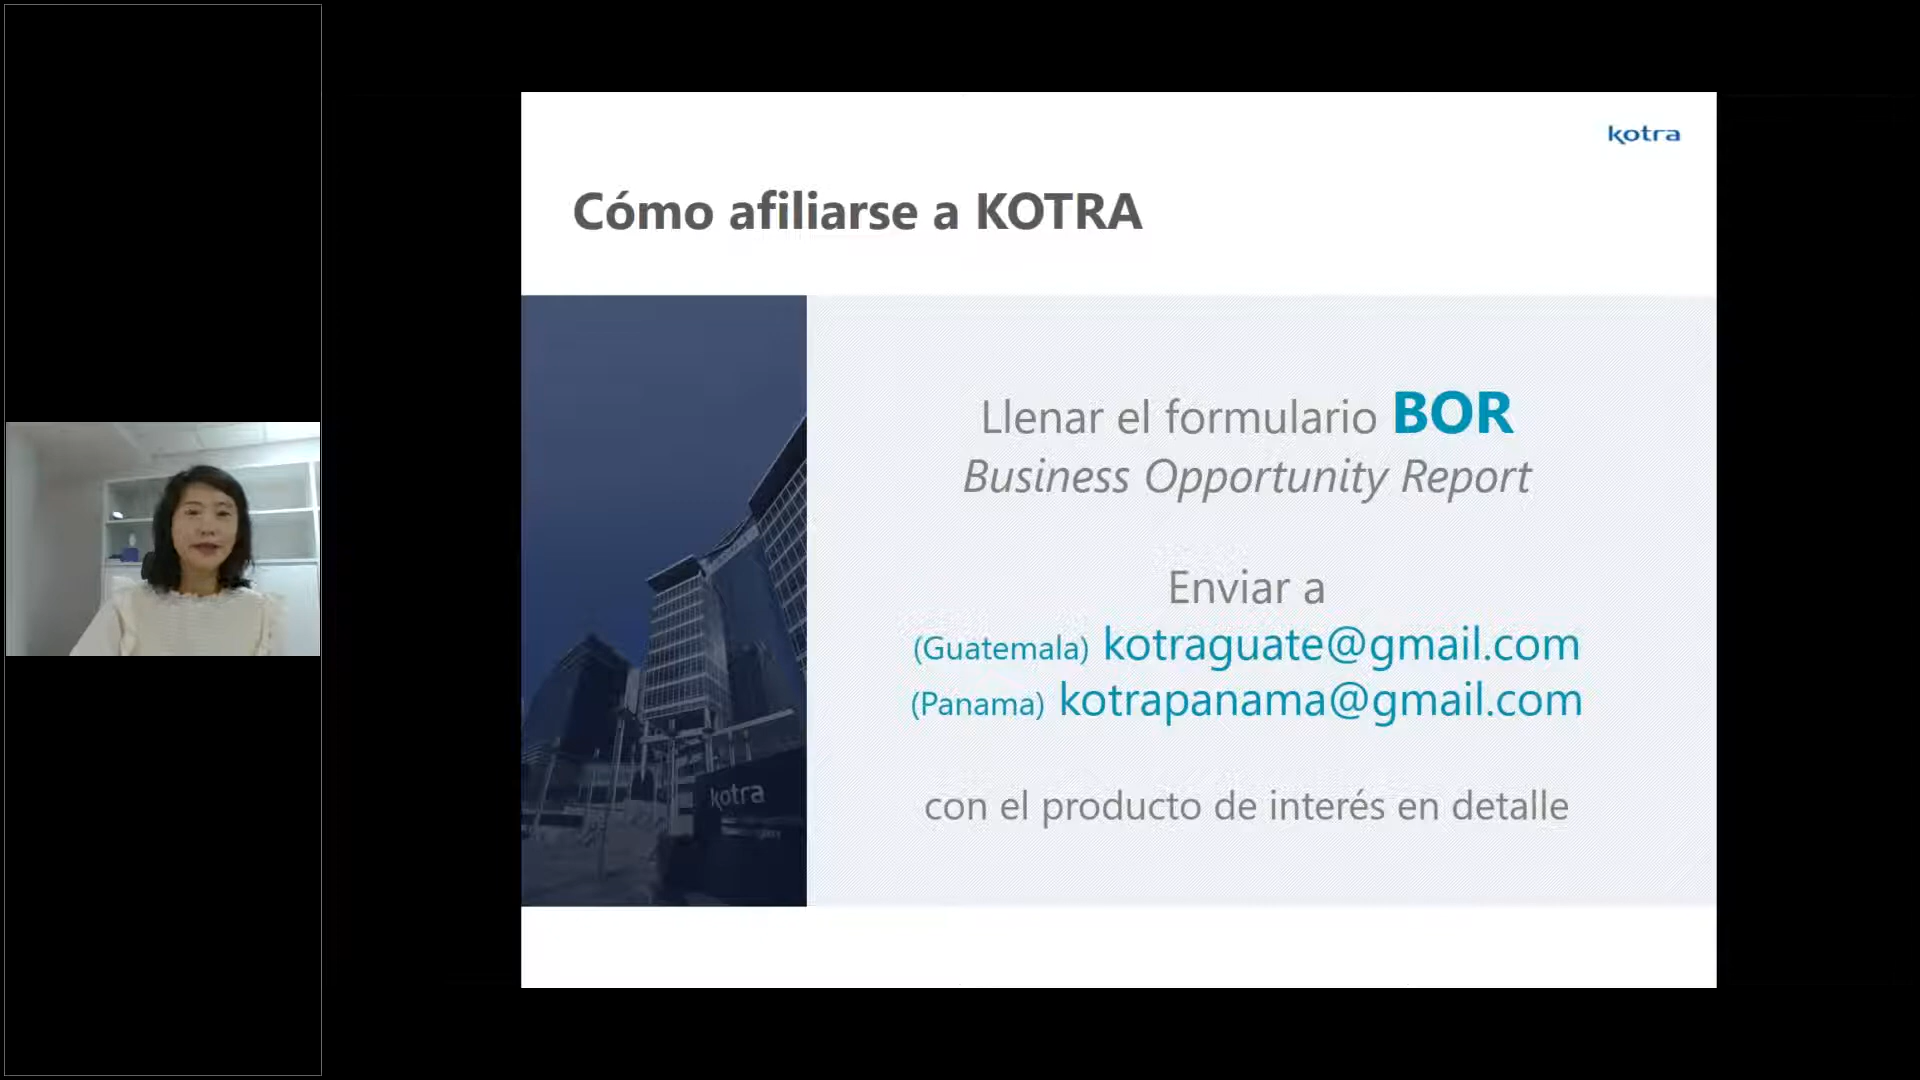 kotra
Cómo afiliarse a KOTRA
Llenar el formulario BOR
Business Opportunity Report
Enviar a
(Guatemala) kotraguate@gmail.com
(Panama) kotrapanama@gmail.com
con el producto de interés en detalle
kotra